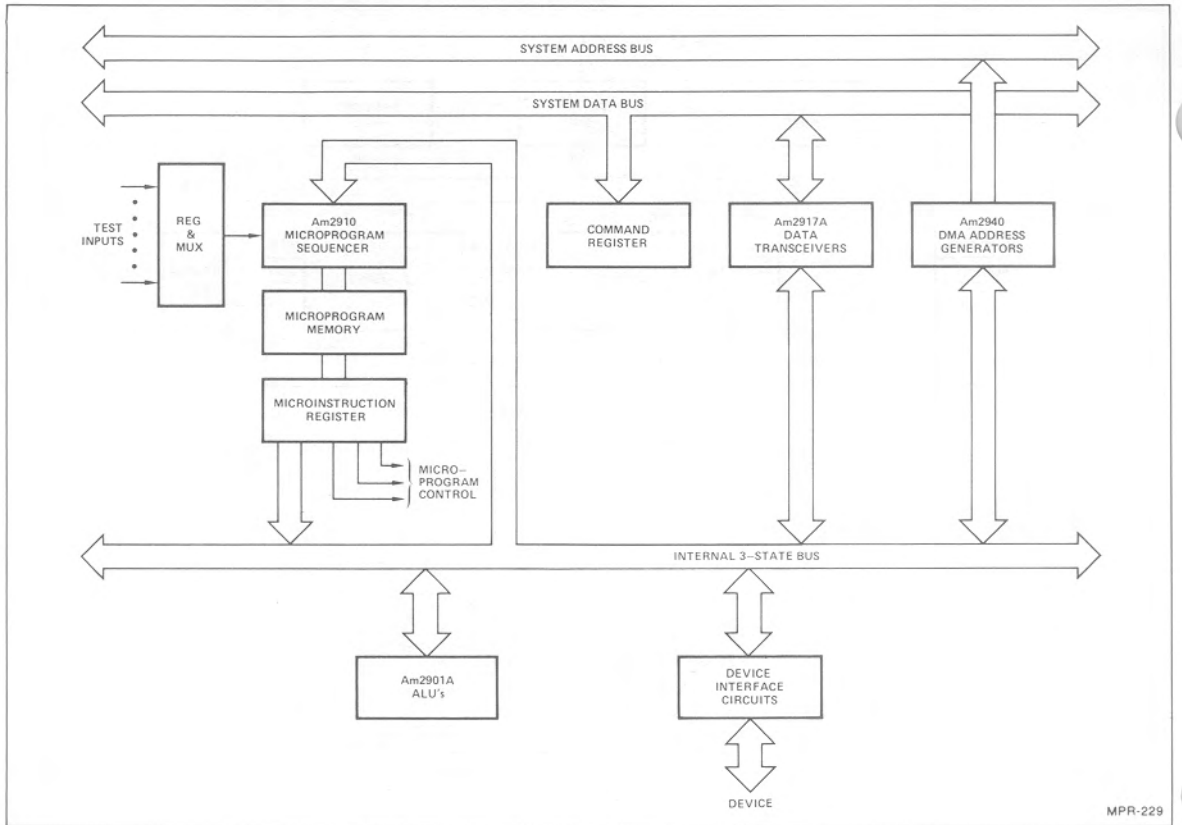 SYSTEM ADDRESS BUS
SYSTEM DATA BUS
TEST
INPUTS
REG
&
MUX
Am2910
MICROPROGRAM
SEQUENCER
COMMAND
REGISTER
Am2917A
DATA
TRANSCEIVERS
Am2940
DMA ADDRESS
GENERATORS
MICROPROGRAM
MEMORY
MICROINSTRUCTION
REGISTER
MICRO–
PROGRAM
CONTROL
INTERNAL 3–STATE BUS
Am2901A
ALU's
DEVICE
INTERFACE
CIRCUITS
DEVICE
MPR-229